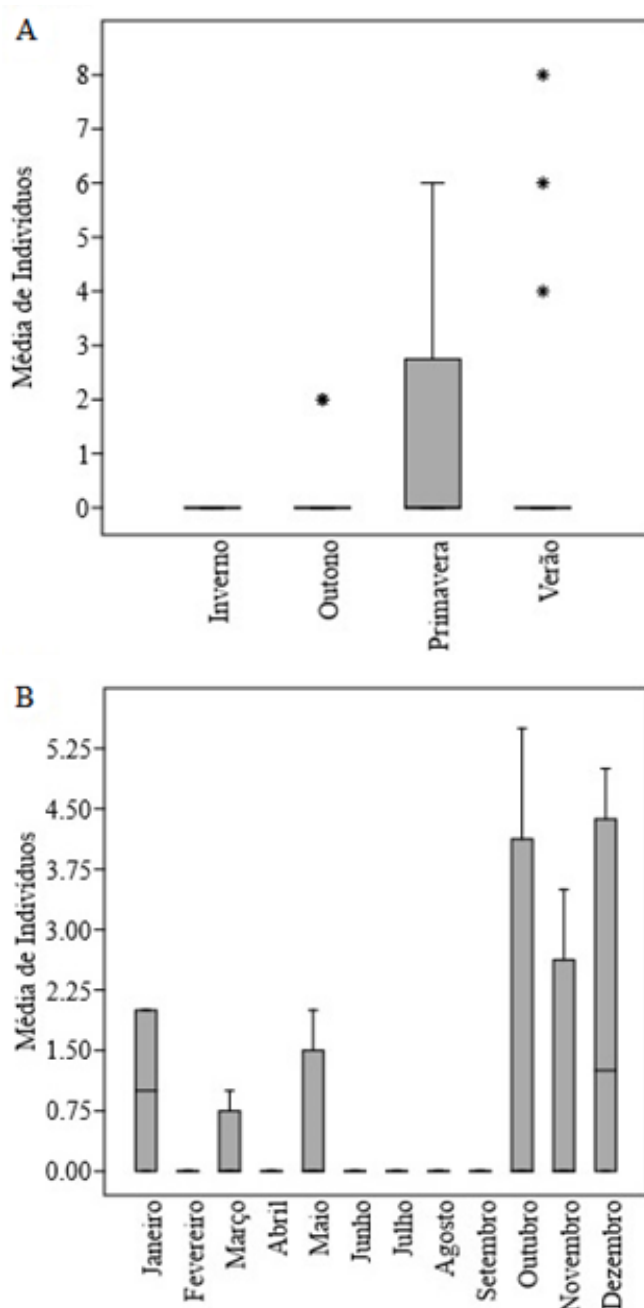 A
Média de Indivíduos
8
7
6
5
4
3
2
1
0
Inverno
Outono
Primavera
Verão
B
Média de Indivíduos
5.25
4.50
3.75
3.00
2.25
1.50
0.75
0.00
Janeiro
Fevereiro
Março
Abril
Maio
Junho
Julho
Agosto
Setembro
Outubro
Novembro
Dezembro